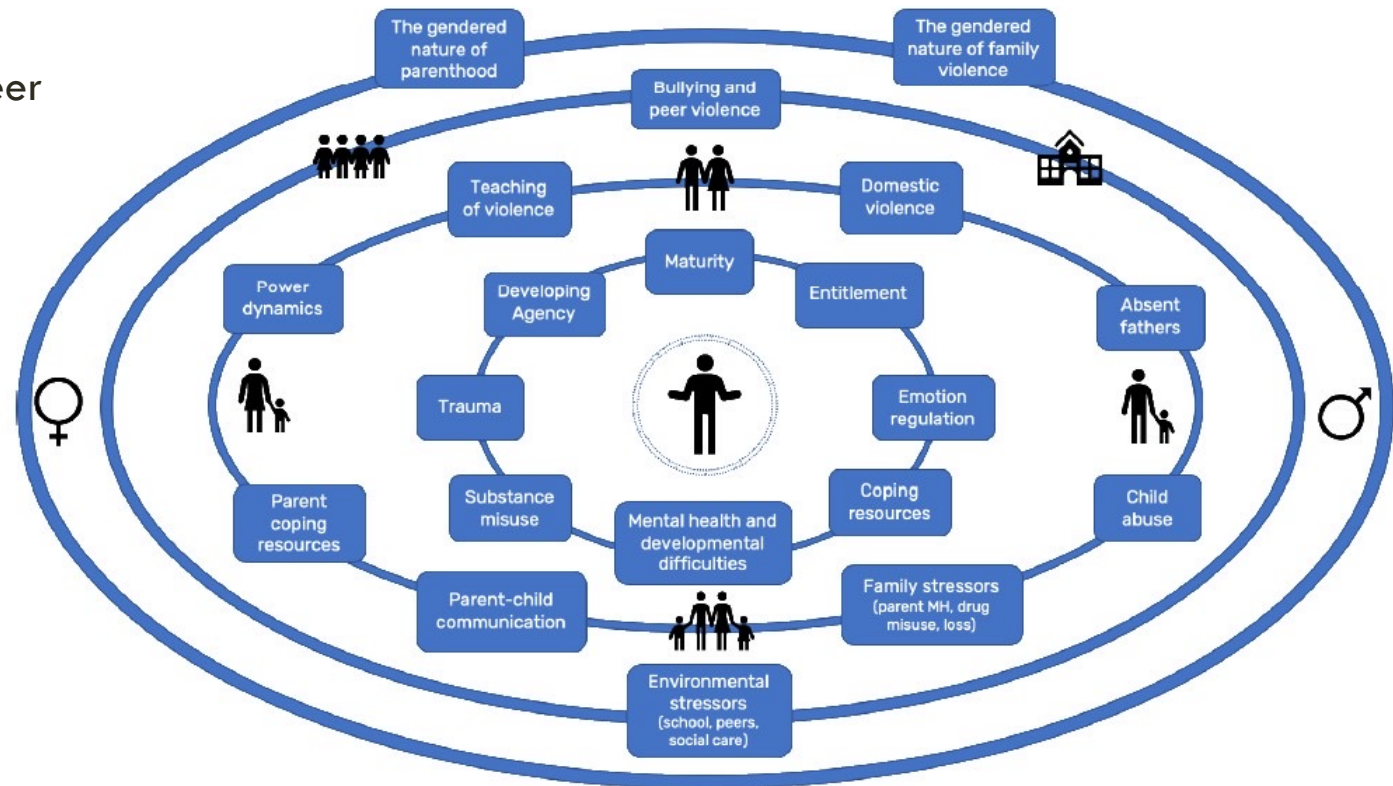 The gendered
nature of
parenthood
The gendered
nature of family
violence
Bullying and
peer violence
Teaching
of violence
Domestic
violence
Maturity
Power
dynamics
Developing
Agency
Entitlement
Absent
fathers
Trauma
Emotion
regulation
Parent
coping
resources
Substance
misuse
Mental health and
developmental
difficulties
Coping
resources
Child
abuse
Parent-child
communication
Family stressors
(parent MH, drug
misuse, loss)
Environmental
stressors
(school, peers,
social care)